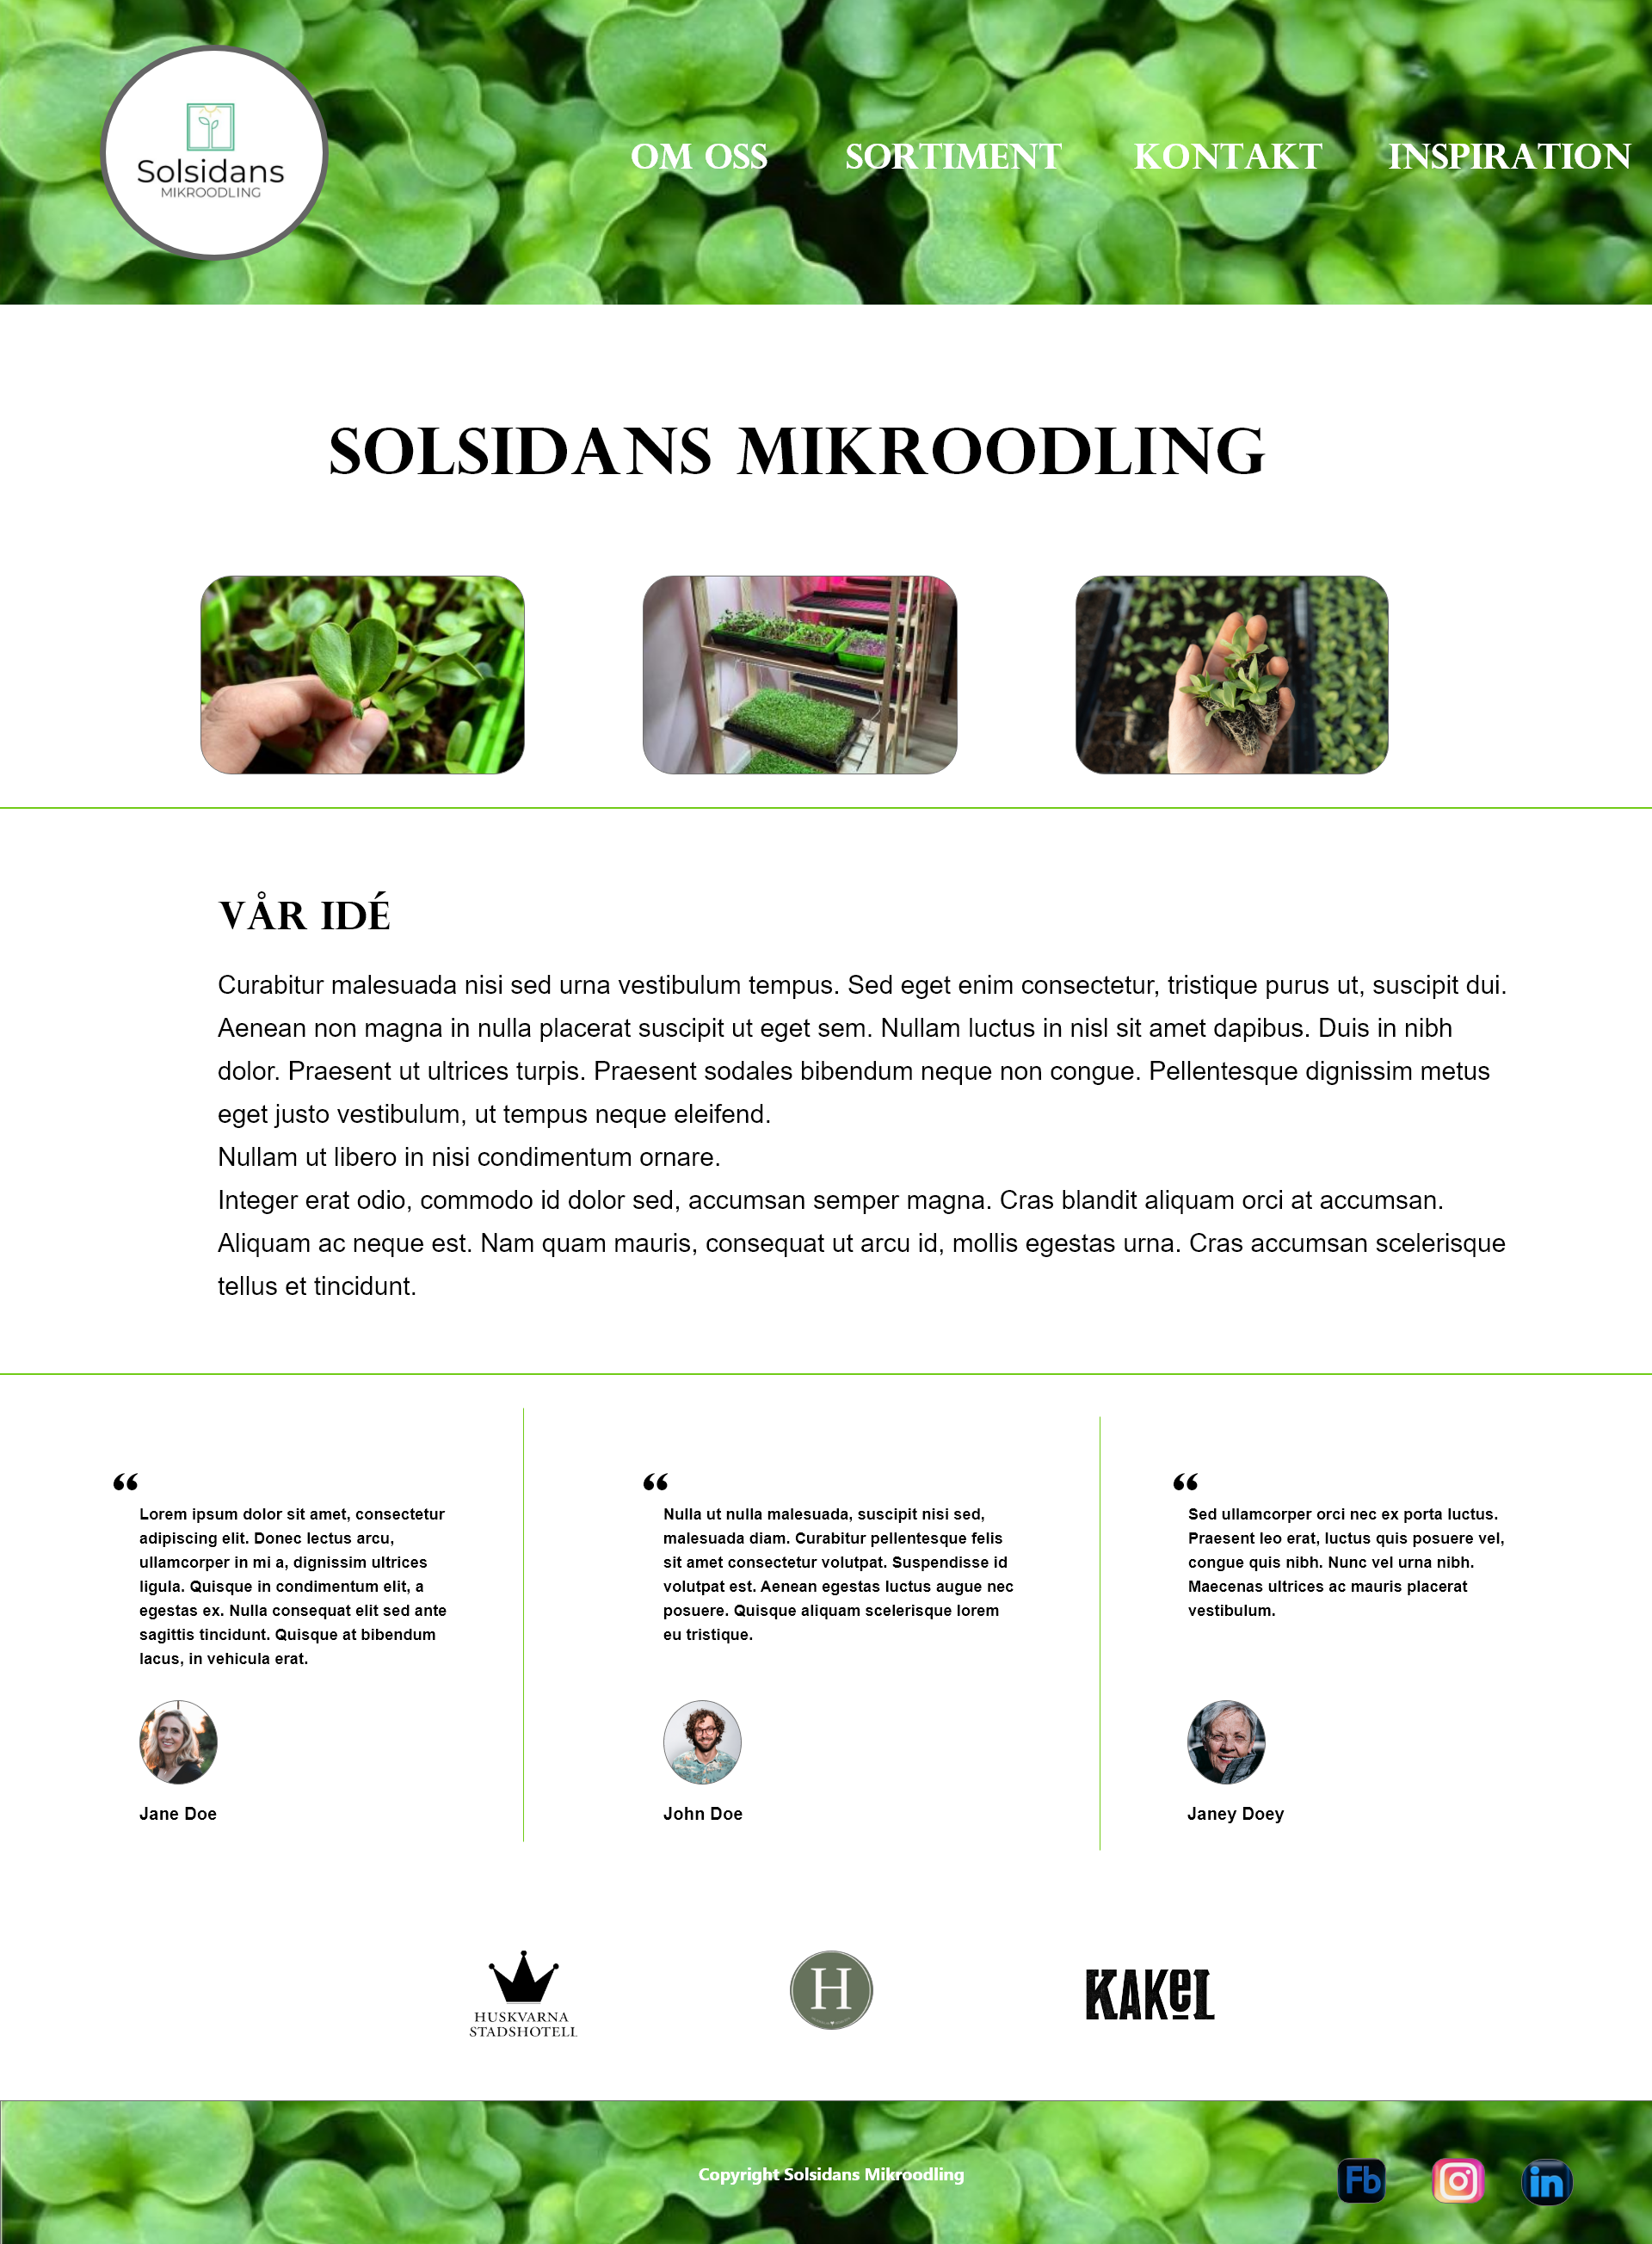 Solsidans
MIKROODLING
OM OSS SORTIMENT KONTAKT INSPIRATION
SOLSIDANS MIKROODLING
VÅR IDÉ
Curabitur malesuada nisi sed urna vestibulum tempus. Sed eget enim consectetur, tristique purus ut, suscipit dui.
Aenean non magna in nulla placerat suscipit ut eget sem. Nullam luctus in nisl sit amet dapibus. Duis in nibh
dolor. Praesent ut ultrices turpis. Praesent sodales bibendum neque non congue. Pellentesque dignissim metus
eget justo vestibulum, ut tempus neque eleifend.
Nullam ut libero in nisi condimentum ornare.
Integer erat odio, commodo id dolor sed, accumsan semper magna. Cras blandit aliquam orci at accumsan.
Aliquam ac neque est. Nam quam mauris, consequat ut arcu id, mollis egestas urna. Cras accumsan scelerisque
tellus et tincidunt.
“
Lorem ipsum dolor sit amet, consectetur
adipiscing elit. Donec lectus arcu,
ullamcorper in mi a, dignissim ultrices
ligula. Quisque in condimentum elit, a
egestas ex. Nulla consequat elit sed ante
sagittis tincidunt. Quisque at bibendum
lacus, in vehicula erat.
Jane Doe
“
Nulla ut nulla malesuada, suscipit nisi sed,
malesuada diam. Curabitur pellentesque felis
sit amet consectetur volutpat. Suspendisse id
volutpat est. Aenean egestas luctus augue nec
posuere. Quisque aliquam scelerisque lorem
eu tristique.
John Doe
“
Sed ullamcorper orci nec ex porta luctus.
Praesent leo erat, luctus quis posuere vel,
congue quis nibh. Nunc vel urna nibh.
Maecenas ultrices ac mauris placerat
vestibulum.
Janey Doey
HUSKVARNA
STADSHOTELL
H
KAKeL
Copyright Solsidans Mikroodling
Fb
in